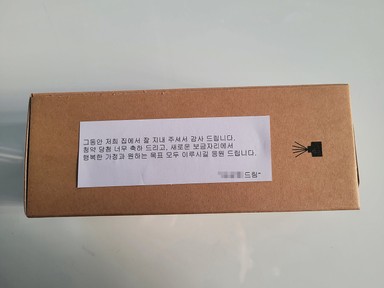 그동안 저희 집에서 잘 지내 주셔서 감사 드립니다.
청약 당첨 너무 축하 드리고, 새로운 보금자리에서
행복한 가정과 원하는 목표 모두 이루시길 응원 드립니다.
드림"